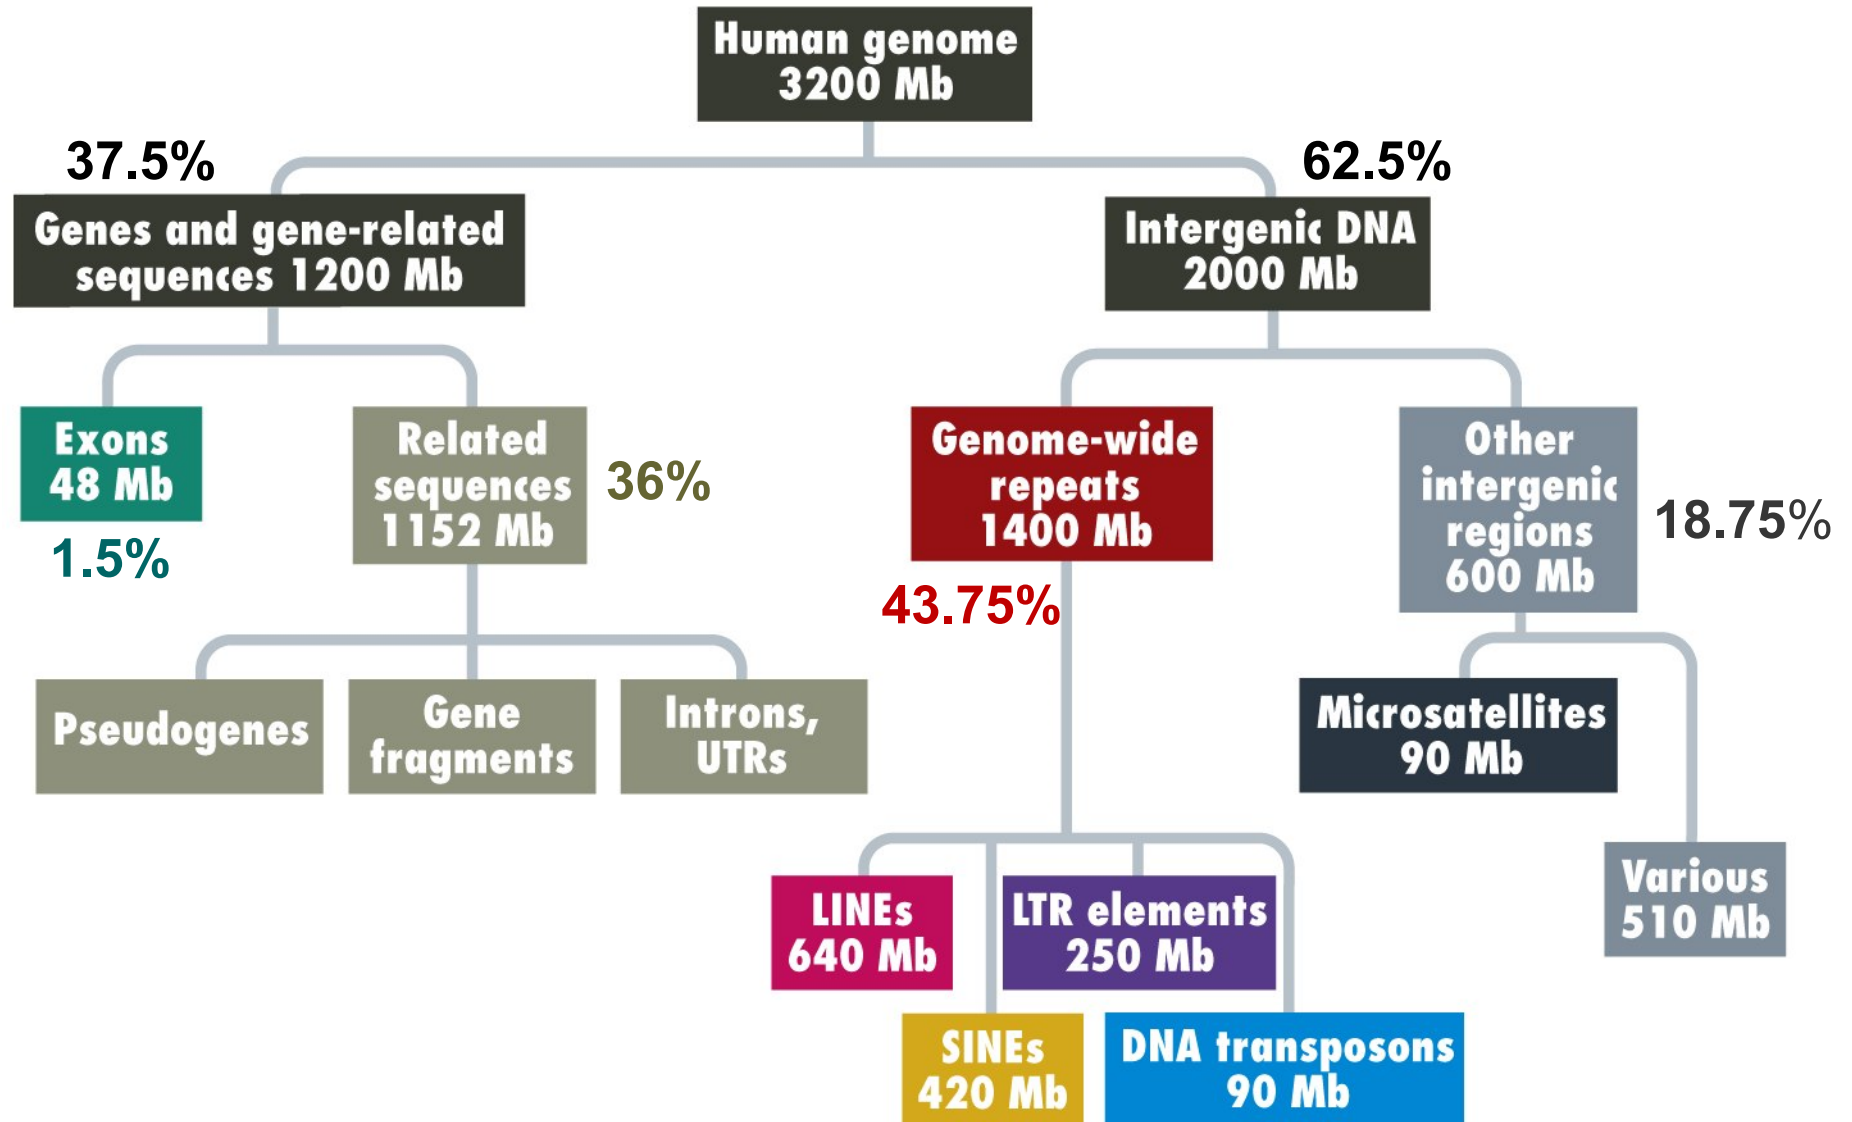 Human genome
3200 Mb
37.5%
62.5%
Genes and gene-related
sequences 1200 Mb
Intergenic DNA
2000 Mb
Exons
48 Mb
1.5%
Related
sequences
1152 Mb
36%
Genome-wide
repeats
1400 Mb
43.75%
Other
intergenic
regions
600 Mb
18.75%
Pseudogenes
Gene
fragments
Introns,
UTRs
Microsatellites
90 Mb
Various
510 Mb
LINEs
640 Mb
LTR elements
250 Mb
SINEs
420 Mb
DNA transposons
90 Mb